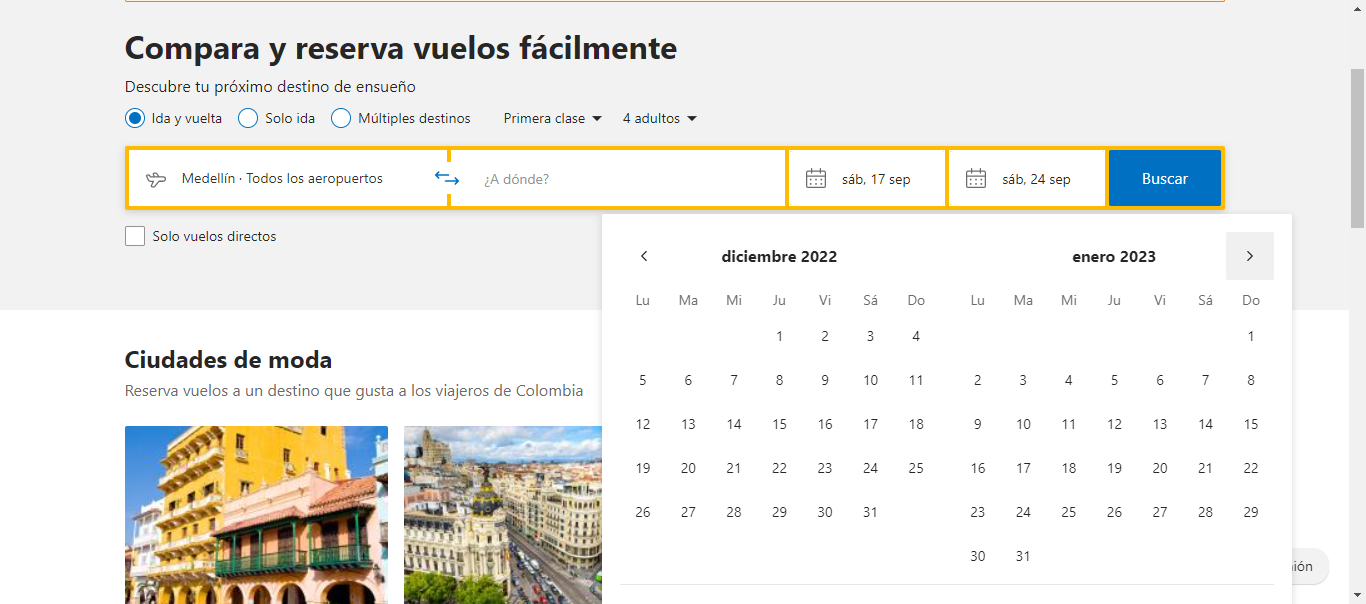 Compara y reserva vuelos fácilmente
Descubre tu próximo destino de ensueño
Ida y vuelta Solo ida Múltiples destinos Primera clase 4 adultos
Medellín · Todos los aeropuertos ¿A dónde? sáb, 17 sep sáb, 24 sep Buscar
Solo vuelos directos
diciembre 2022 enero 2023
Lu Ma Mi Ju Vi Sá Do Lu Ma Mi Ju Vi Sá Do
1 2 3 4 1
5 6 7 8 9 10 11 2 3 4 5 6 7 8
12 13 14 15 16 17 18 9 10 11 12 13 14 15
19 20 21 22 23 24 25 16 17 18 19 20 21 22
26 27 28 29 30 31 23 24 25 26 27 28 29
30 31
Ciudades de moda
Reserva vuelos a un destino que gusta a los viajeros de Colombia